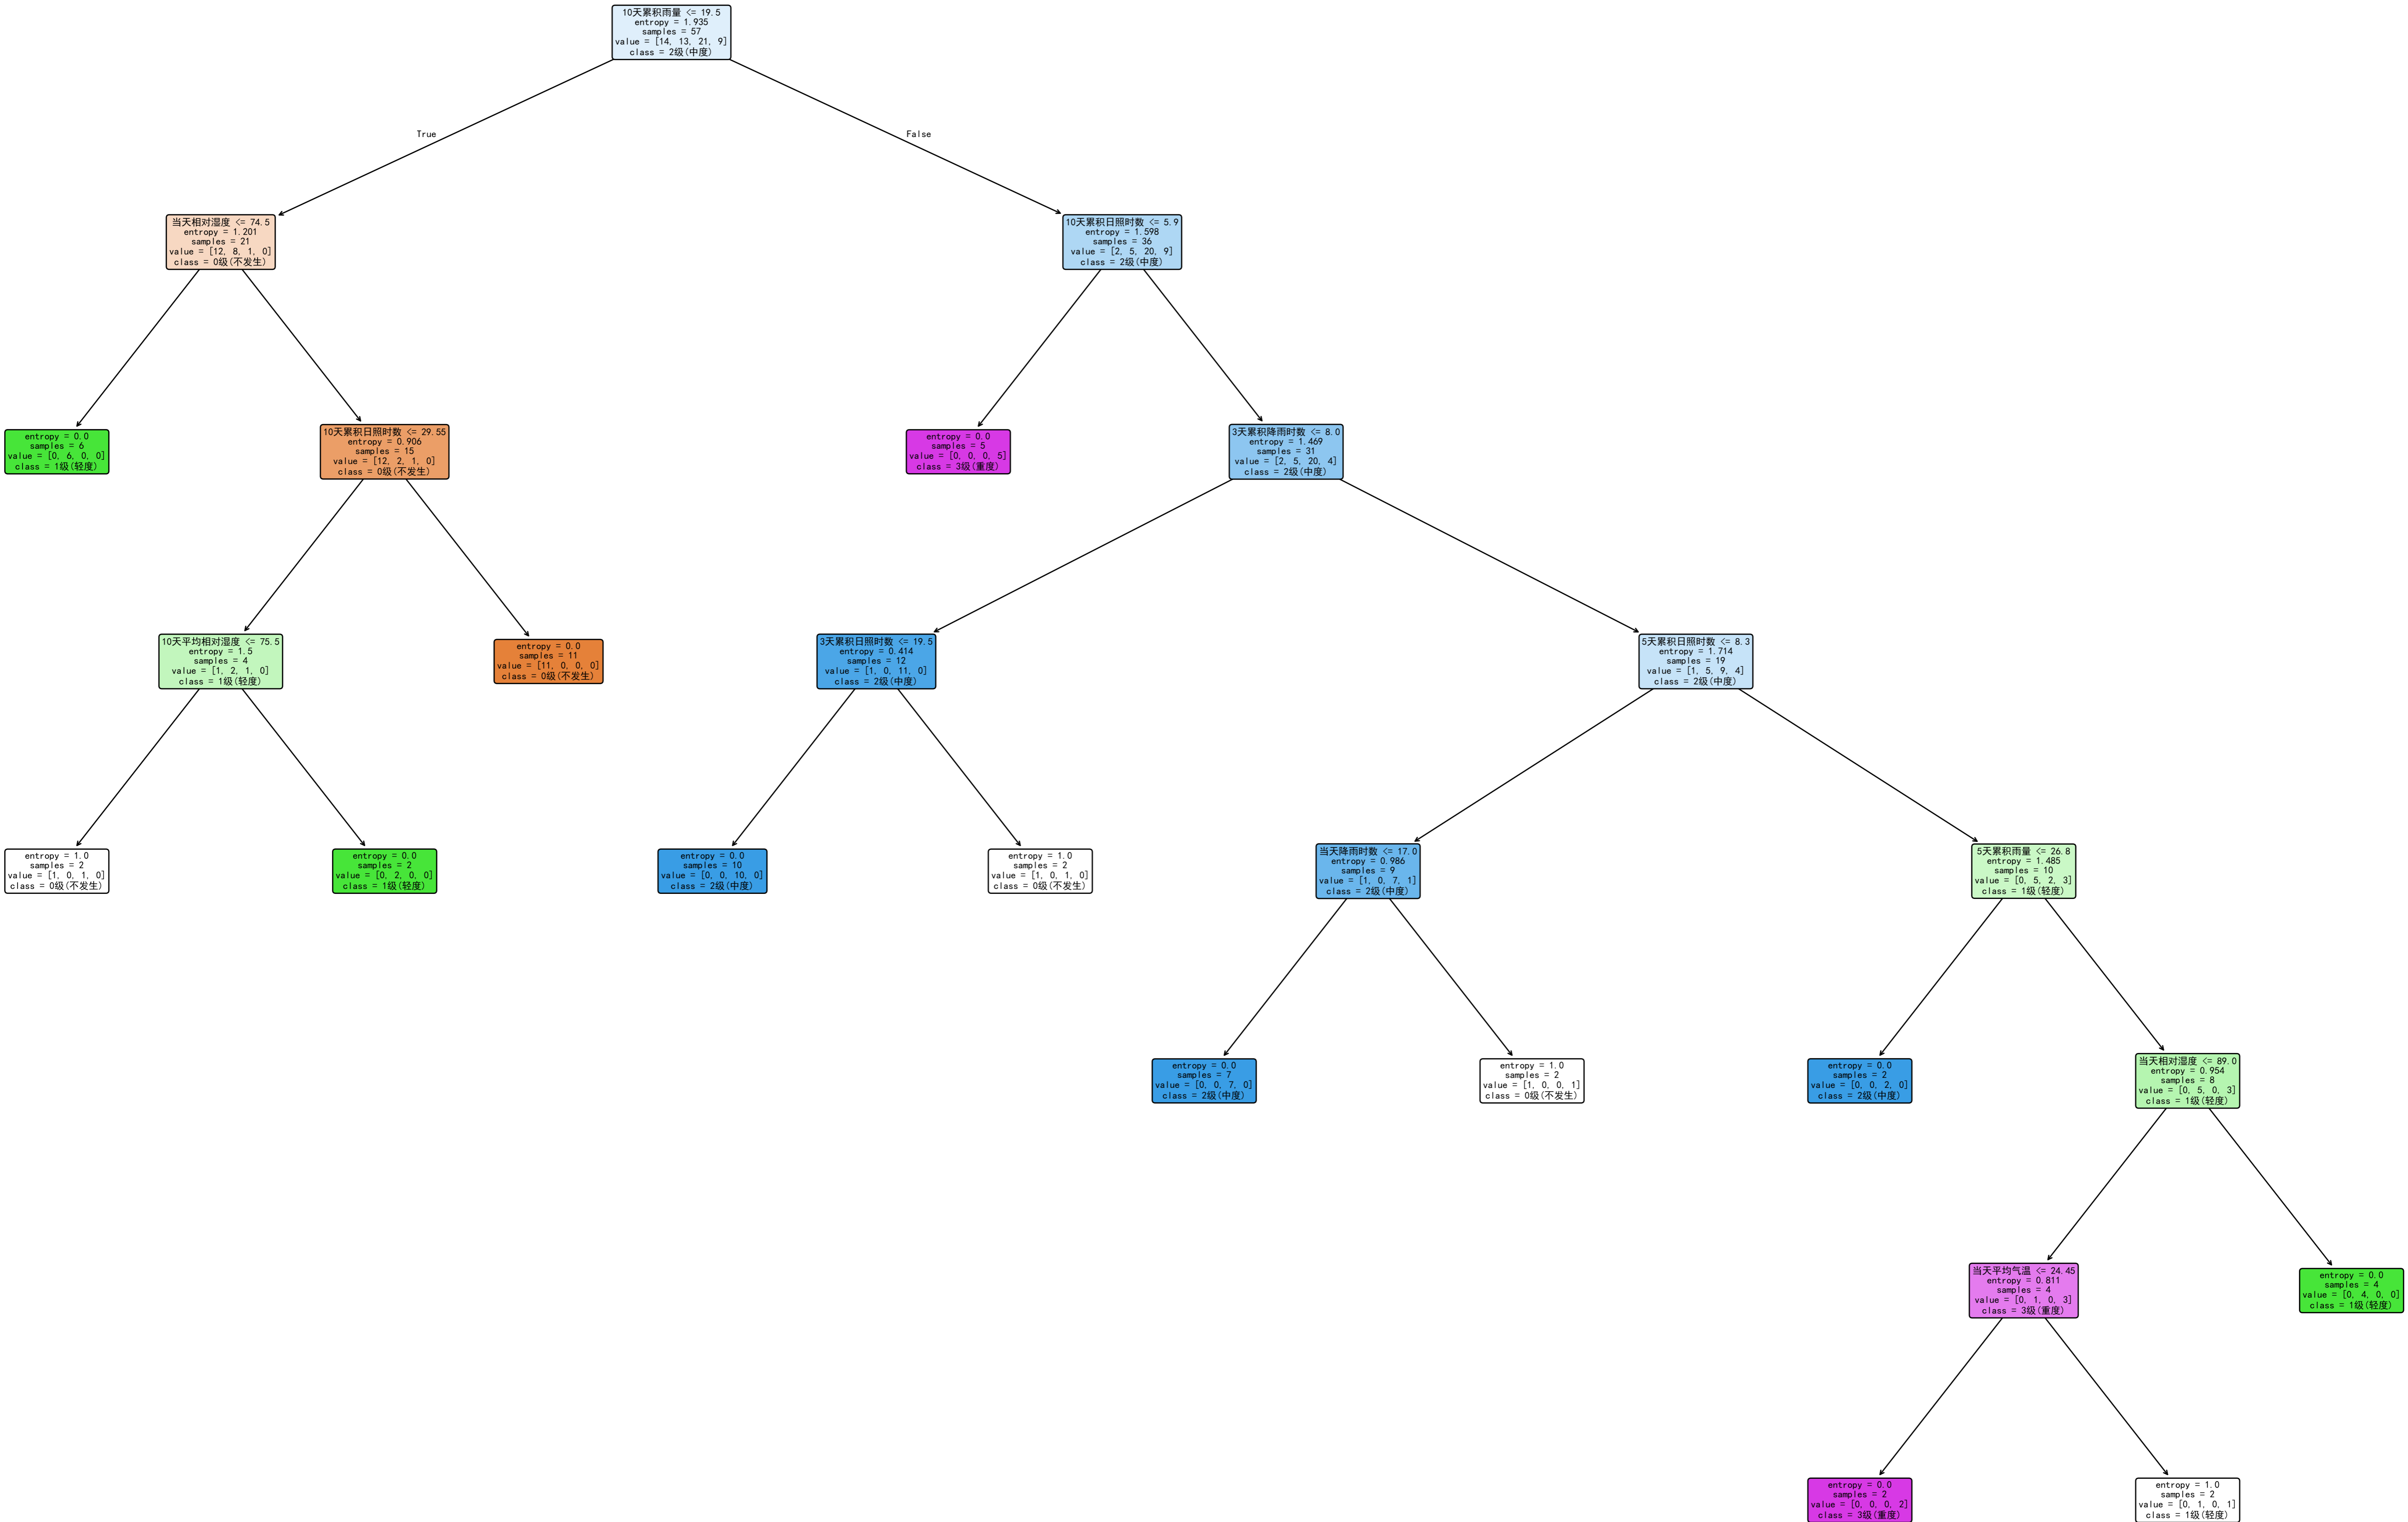 10天累积雨量 <= 19.5
entropy = 1.935
samples = 57
value = [14, 13, 21, 9]
class = 2级(中度)
True
False
当天相对湿度 <= 74.5
entropy = 1.201
samples = 21
value = [12, 8, 1, 0]
class = 0级(不发生)
10天累积日照时数 <= 5.9
entropy = 1.598
samples = 36
value = [2, 5, 20, 9]
class = 2级(中度)
entropy = 0.0
samples = 6
value = [0, 6, 0, 0]
class = 1级(轻度)
10天累积日照时数 <= 29.55
entropy = 0.906
samples = 15
value = [12, 2, 1, 0]
class = 0级(不发生)
entropy = 0.0
samples = 5
value = [0, 0, 0, 5]
class = 3级(重度)
3天累积降雨时数 <= 8.0
entropy = 1.469
samples = 31
value = [2, 5, 20, 4]
class = 2级(中度)
10天平均相对湿度 <= 75.5
entropy = 1.5
samples = 4
value = [1, 2, 1, 0]
class = 1级(轻度)
entropy = 0.0
samples = 11
value = [11, 0, 0, 0]
class = 0级(不发生)
3天累积日照时数 <= 19.5
entropy = 0.414
samples = 12
value = [1, 0, 11, 0]
class = 2级(中度)
5天累积日照时数 <= 8.3
entropy = 1.714
samples = 19
value = [1, 5, 9, 4]
class = 2级(中度)
entropy = 1.0
samples = 2
value = [1, 0, 1, 0]
class = 0级(不发生)
entropy = 0.0
samples = 2
value = [0, 2, 0, 0]
class = 1级(轻度)
entropy = 0.0
samples = 10
value = [0, 0, 10, 0]
class = 2级(中度)
entropy = 1.0
samples = 2
value = [1, 0, 1, 0]
class = 0级(不发生)
当天降雨时数 <= 17.0
entropy = 0.986
samples = 9
value = [1, 0, 7, 1]
class = 2级(中度)
5天累积雨量 <= 26.8
entropy = 1.485
samples = 10
value = [0, 5, 2, 3]
class = 1级(轻度)
entropy = 0.0
samples = 7
value = [0, 0, 7, 0]
class = 2级(中度)
entropy = 1.0
samples = 2
value = [1, 0, 0, 1]
class = 0级(不发生)
entropy = 0.0
samples = 2
value = [0, 0, 2, 0]
class = 2级(中度)
当天相对湿度 <= 89.0
entropy = 0.954
samples = 8
value = [0, 5, 0, 3]
class = 1级(轻度)
当天平均气温 <= 24.45
entropy = 0.811
samples = 4
value = [0, 1, 0, 3]
class = 3级(重度)
entropy = 0.0
samples = 4
value = [0, 4, 0, 0]
class = 1级(轻度)
entropy = 0.0
samples = 2
value = [0, 0, 0, 2]
class = 3级(重度)
entropy = 1.0
samples = 2
value = [0, 1, 0, 1]
class = 1级(轻度)